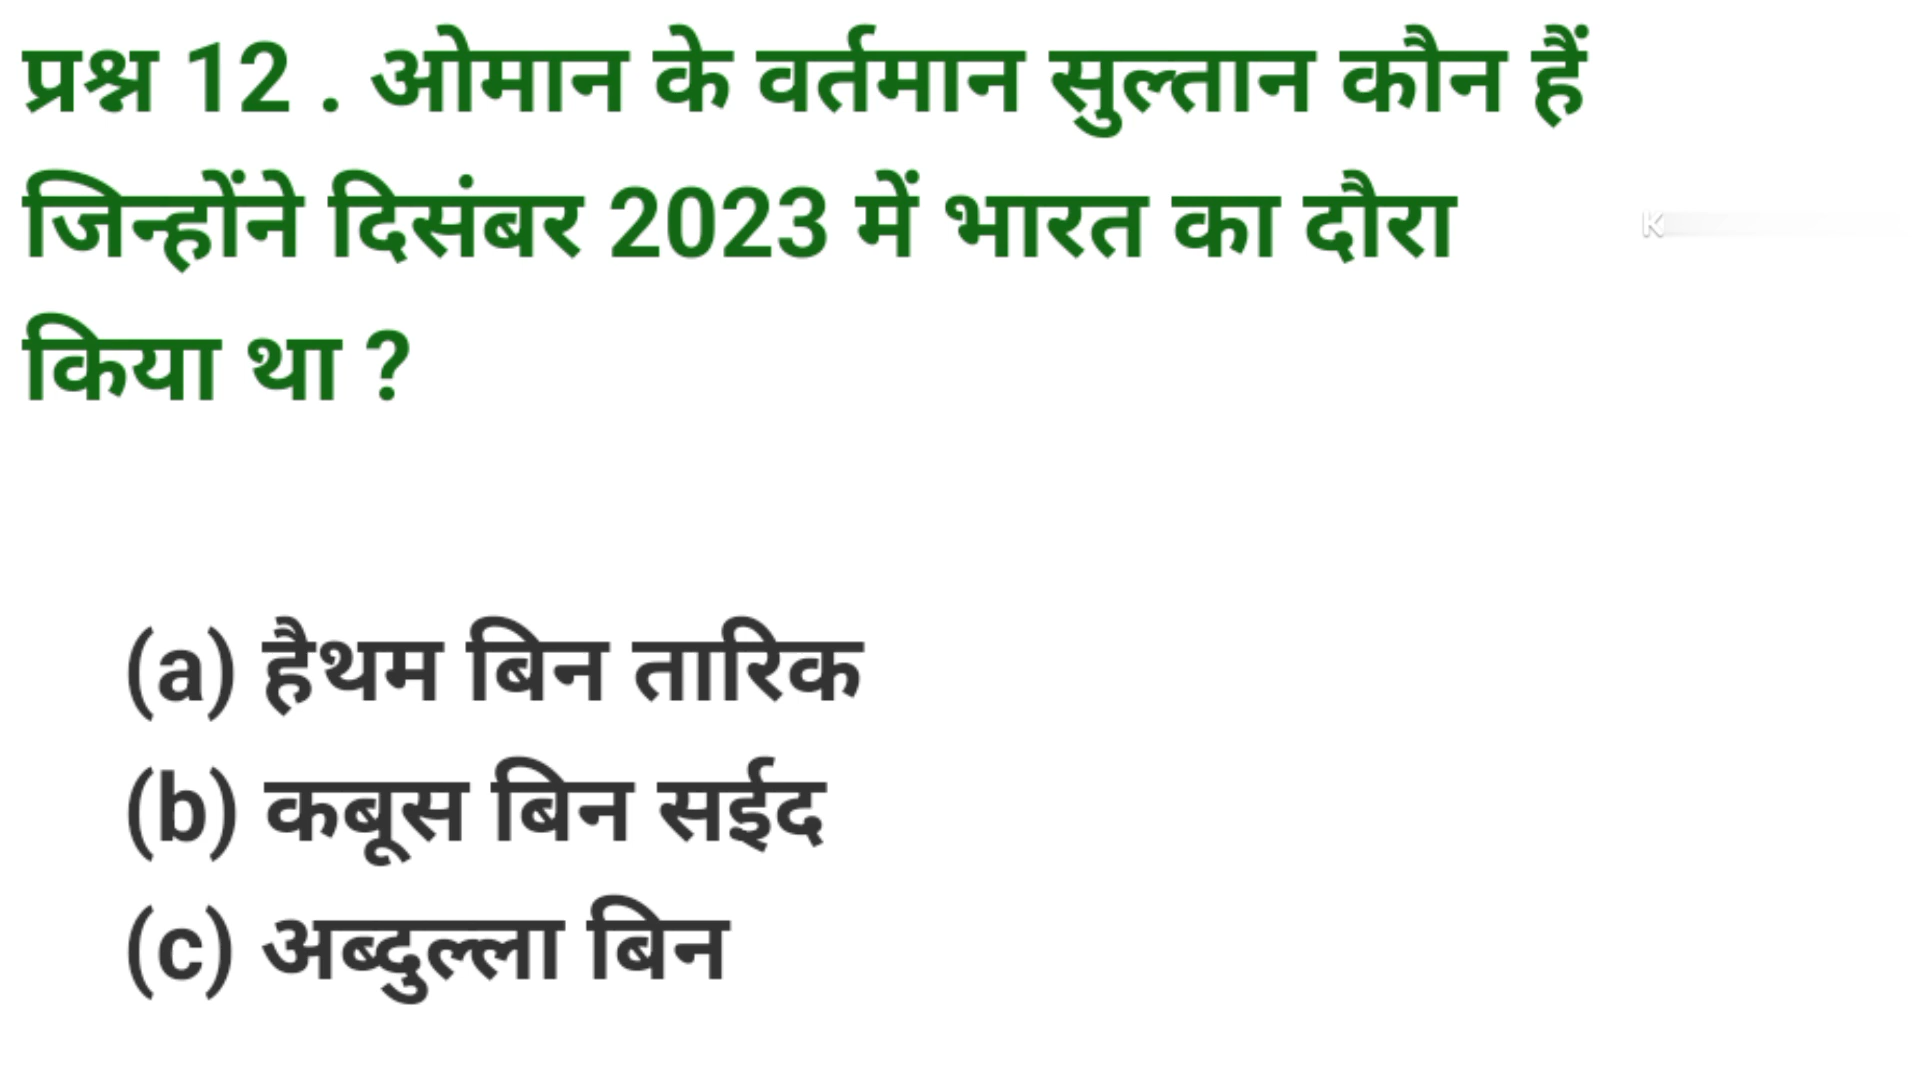 प्रश्न 12 . ओमान के वर्तमान सुल्तान कौन हैं
जिन्होंने दिसंबर 2023 में भारत का दौरा
K
किया था ?
(a) हैथम बिन तारिक
(b) कबूस बिन सईद
(c) अब्दुल्ला बिन